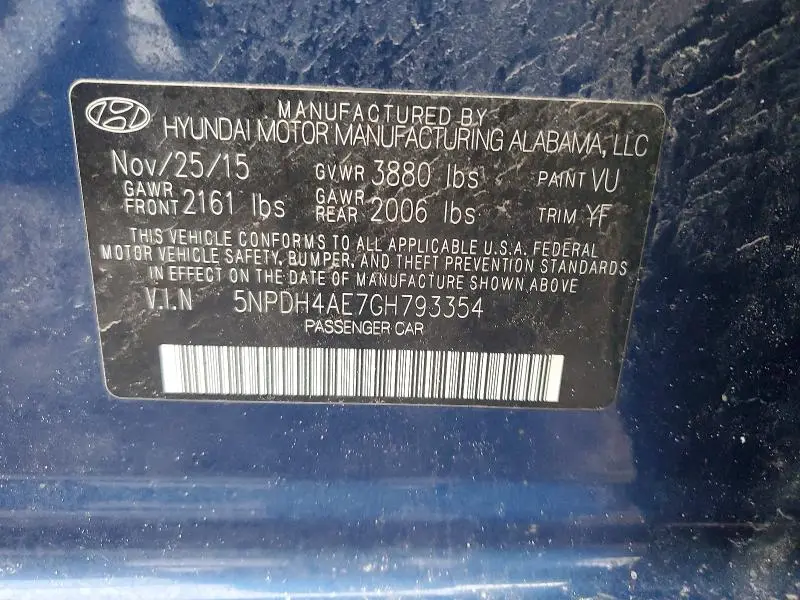 MANUFACTURED BY
HYUNDAI MOTOR MANUFACTURING ALABAMA, LLC
Nov/25/15 GVWR 3880 lbs PAINT VU
GAWR FRONT 2161 lbs GAWR REAR 2006 lbs TRIM YF
THIS VEHICLE CONFORMS TO ALL APPLICABLE U.S.A. FEDERAL
MOTOR VEHICLE SAFETY, BUMPER, AND THEFT PREVENTION STANDARDS
IN EFFECT ON THE DATE OF MANUFACTURE SHOWN ABOVE
V.I.N 5NPDH4AE7GH793354
PASSENGER CAR